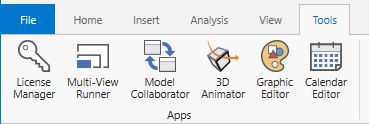 File Home Insert Analysis View Tools
License Manager
Multi-View Runner
Model Collaborator
3D Animator
Graphic Editor
Calendar Editor
Apps